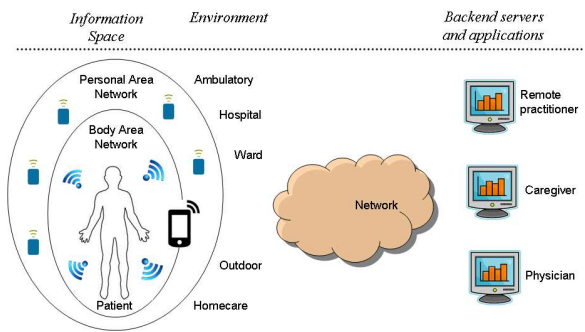 Information
Space
Environment
Backend servers
and applications
Personal Area
Network
Body Area
Network
Patient
Ambulatory
Hospital
Ward
Outdoor
Homecare
Network
Remote
practitioner
Caregiver
Physician